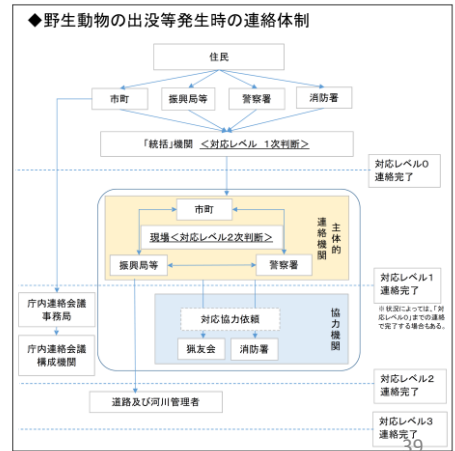 ◆野生動物の出没等発生時の連絡体制
住民
市町
振興局等
警察署
消防署
「統括」機関 <対応レベル 1次判断>
対応レベル0
連絡完了
市町
主体的
連絡機関
現場<対応レベル2次判断>
振興局等
警察署
対応レベル1
連絡完了
※状況によっては、「対
応レベル0」までの連絡
で完了する場合もある。
庁内連絡会議
事務局
対応協力依頼
協力機関
庁内連絡会議
構成機関
猟友会
消防署
対応レベル2
連絡完了
道路及び河川管理者
対応レベル3
連絡完了
39